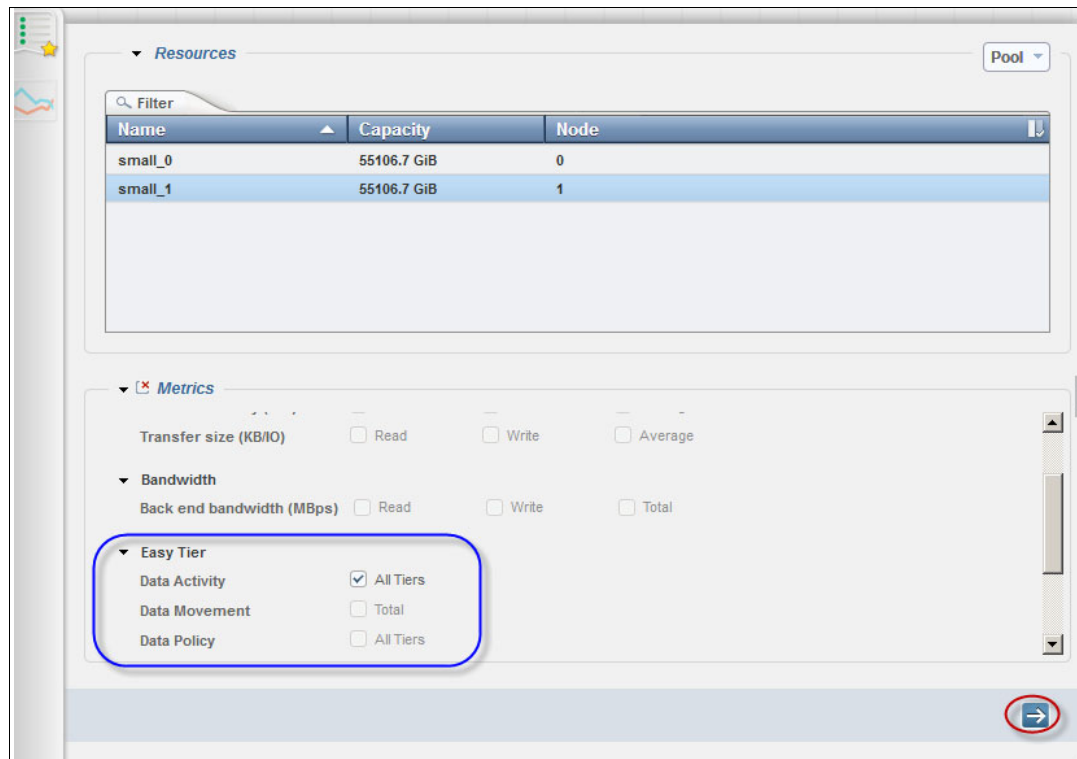 Resources
Pool
Filter
Name Capacity Node
small_0 55106.7 GiB 0
small_1 55106.7 GiB 1
Metrics
Transfer size (KB/IO) Read Write Average
Bandwidth
Back end bandwidth (MBps) Read Write Total
Easy Tier
Data Activity All Tiers
Data Movement Total
Data Policy All Tiers